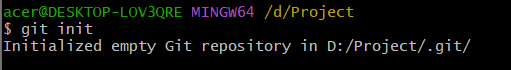 acer@DESKTOP-LOV3QRE MINGW64 /d/Project
$ git init
Initialized empty Git repository in D:/Project/.git/